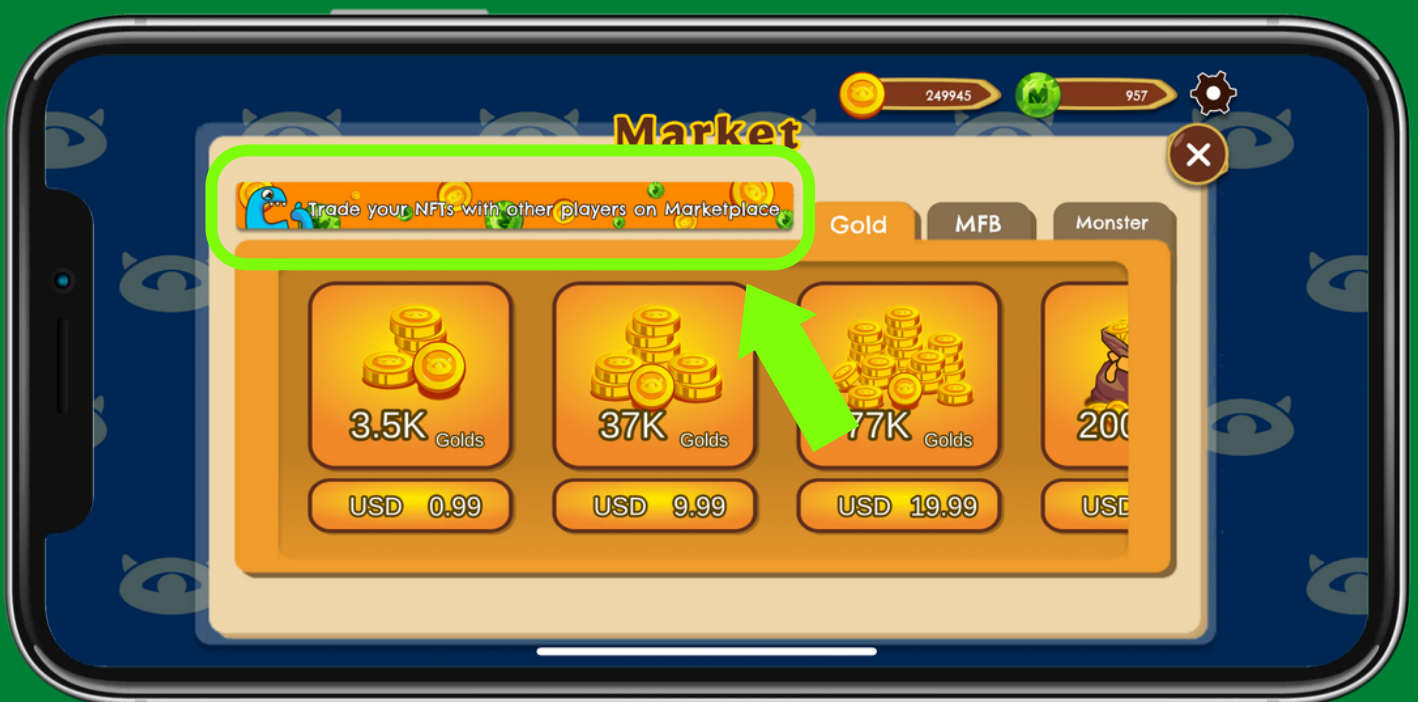 249945
957
Market
Trade your NFTs with other players on Marketplace
Gold
MFB
Monster
3.5K Golds
37K Golds
77K Golds
USD 0.99
USD 9.99
USD 19.99
USD